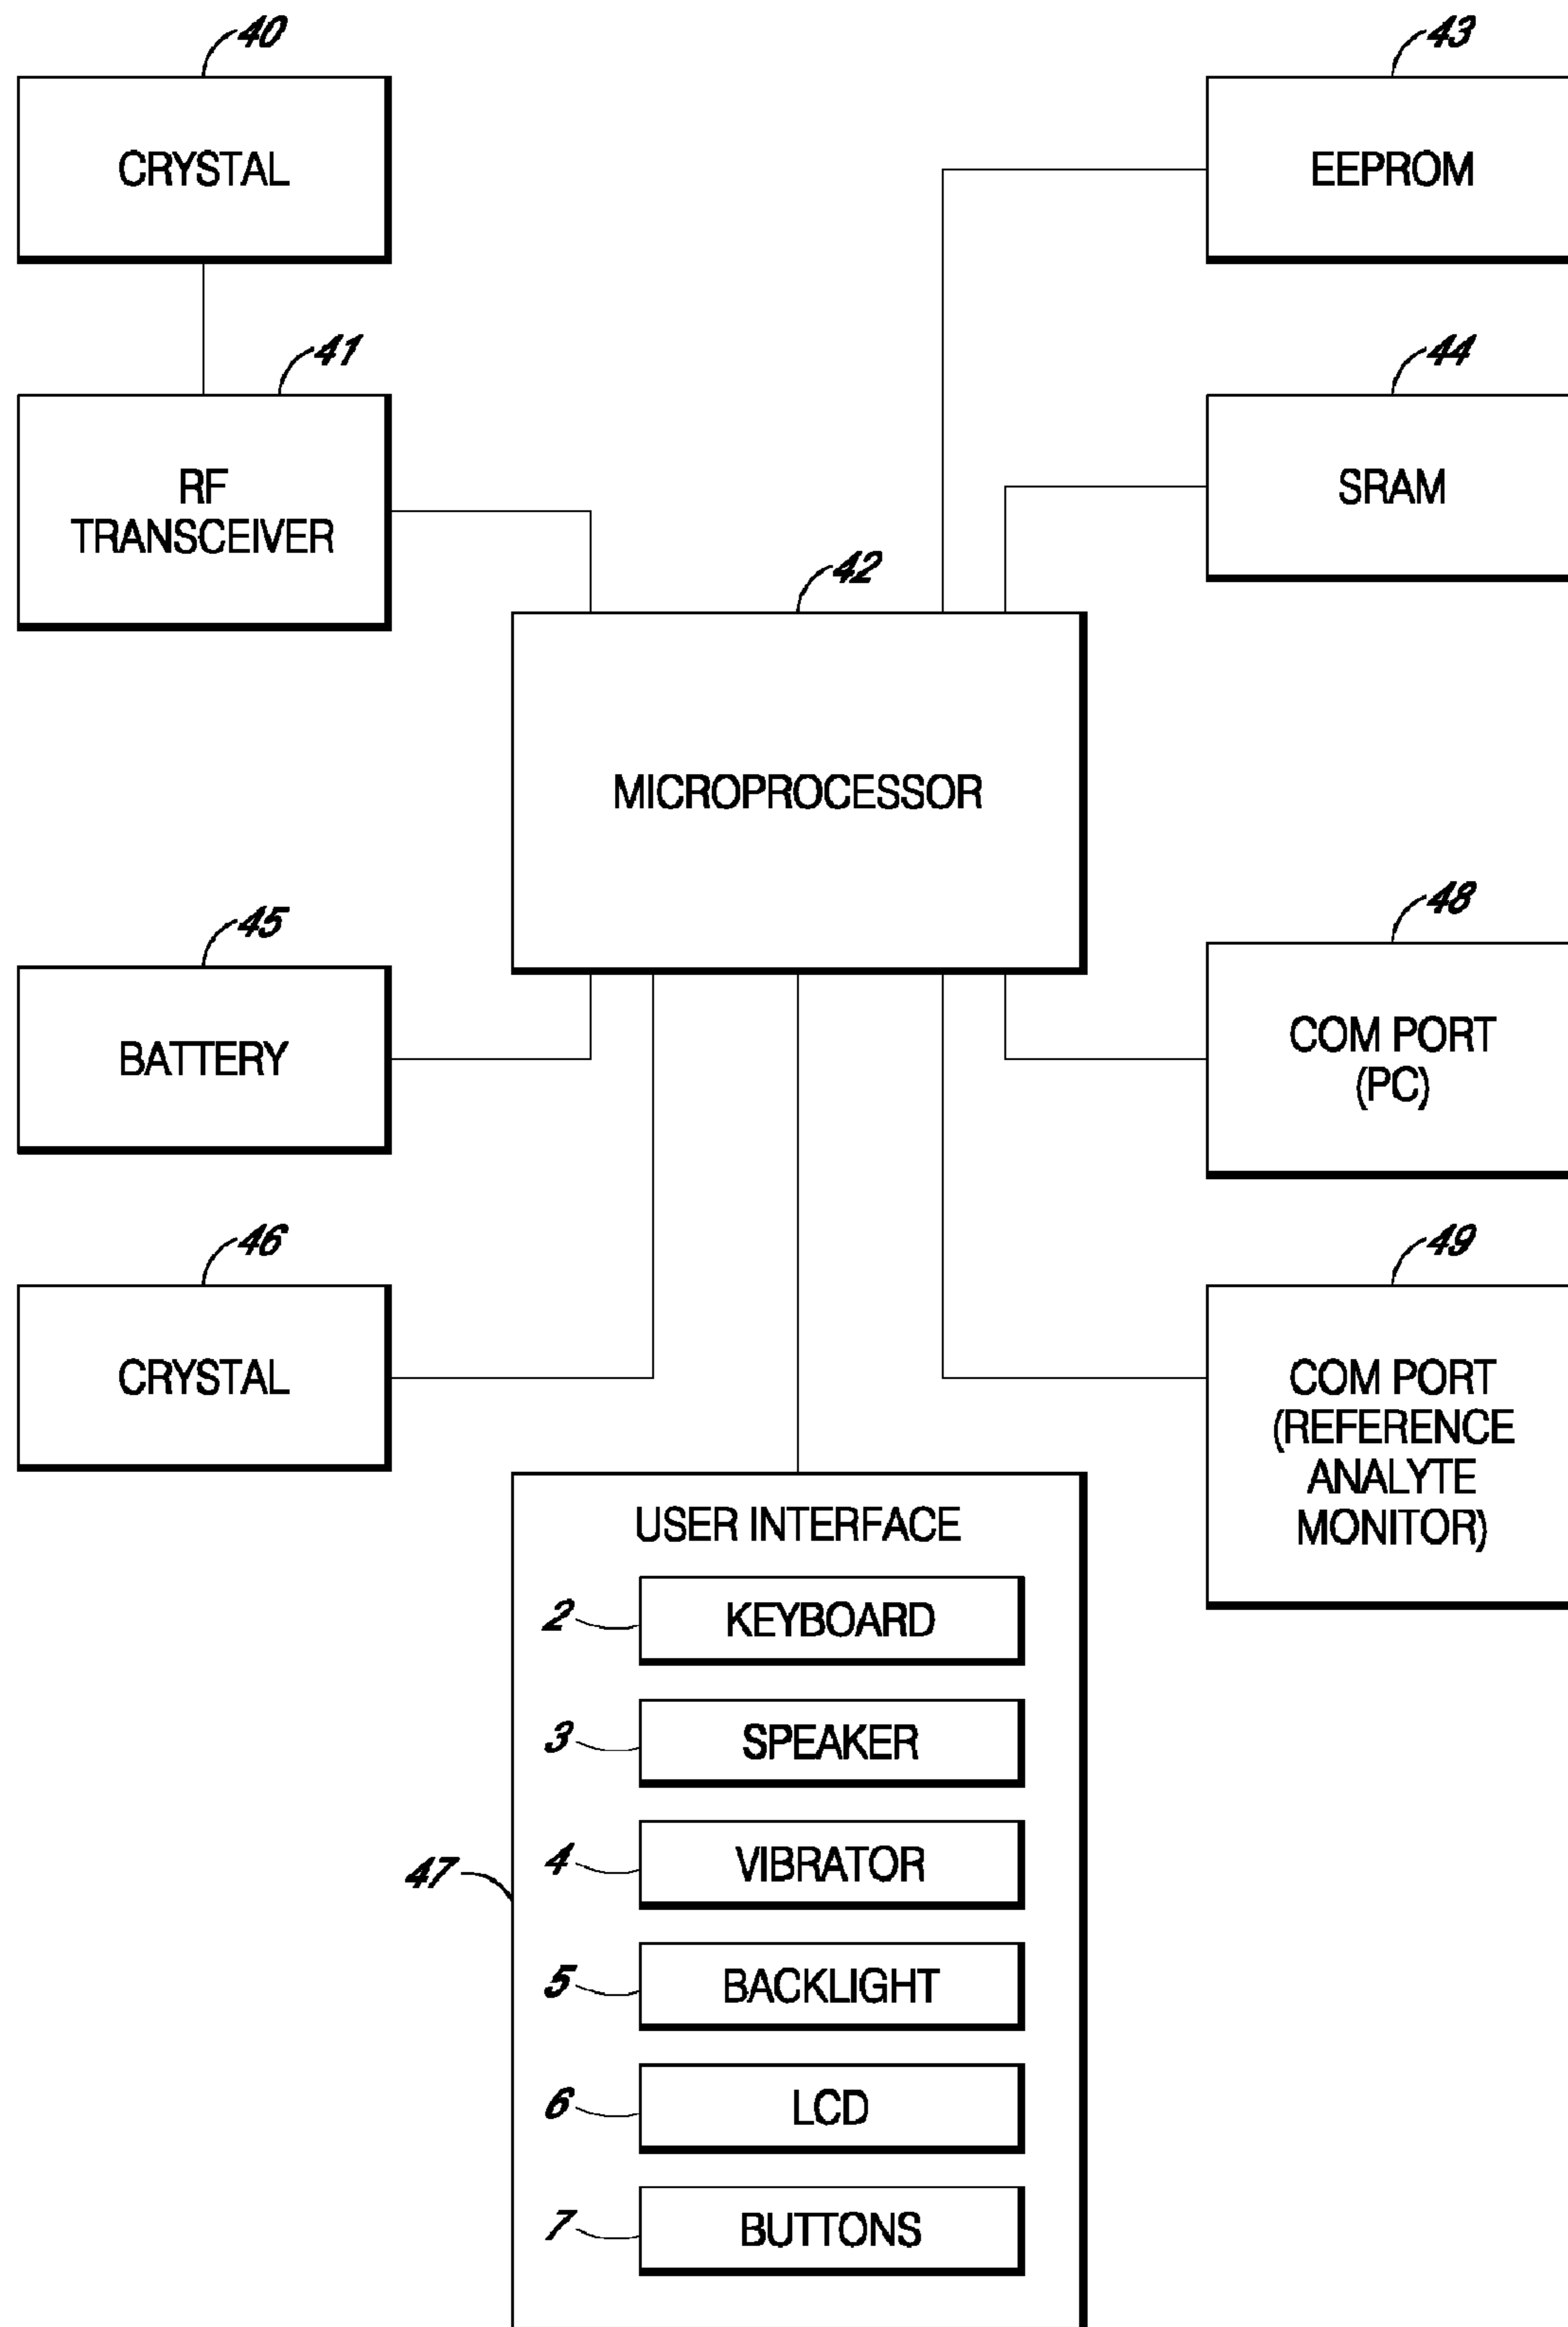 40
CRYSTAL
43
EEPROM
41
RF
TRANSCEIVER
44
SRAM
42
MICROPROCESSOR
45
BATTERY
48
COM PORT
(PC)
46
CRYSTAL
49
COM PORT
(REFERENCE
ANALYTE
MONITOR)
47
USER INTERFACE
2
KEYBOARD
3
SPEAKER
4
VIBRATOR
5
BACKLIGHT
6
LCD
7
BUTTONS